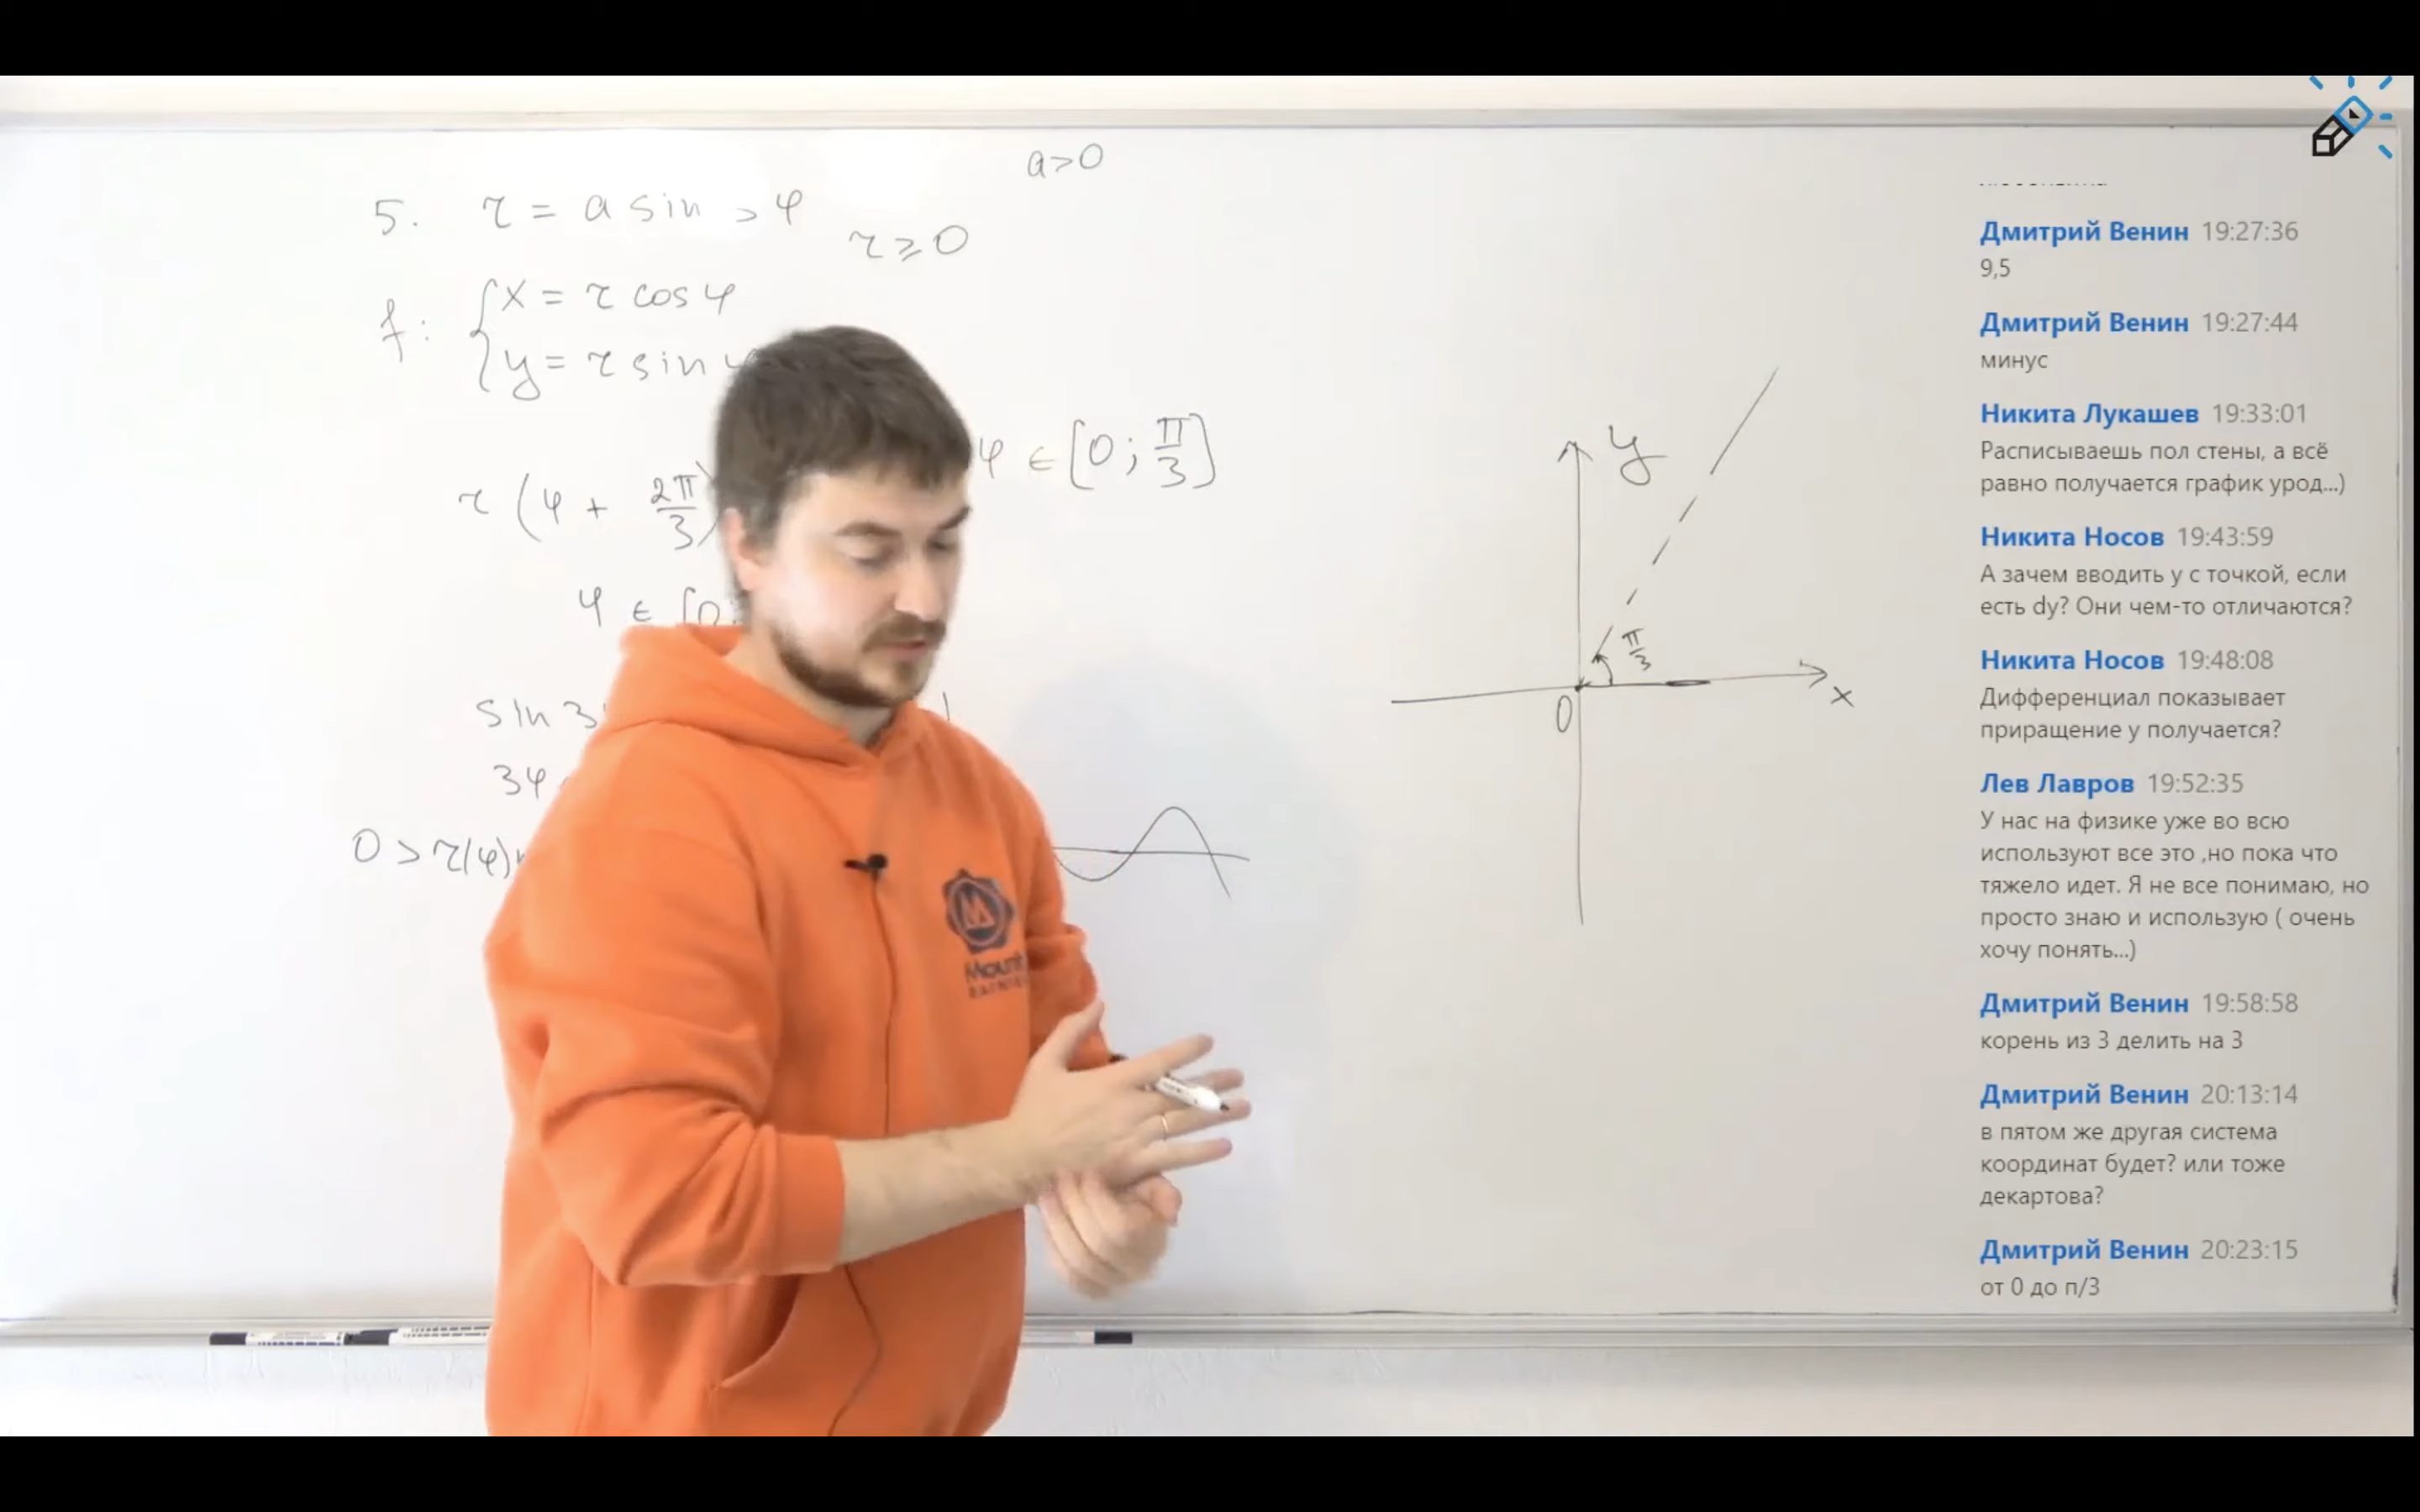 a>0
5. r = a sin 3φ
r ⩾ 0
f: { x = r cos φ
y = r sin
r (φ + 2π/3)
φ ∈ [0; π/3]
φ ∈ [0
sin 3
3φ
0 > r(φ)
y
π/3
0
x
Mount
RAINIER
Дмитрий Венин 19:27:36
9,5
Дмитрий Венин 19:27:44
минус
Никита Лукашев 19:33:01
Расписываешь пол стены, а всё
равно получается график урод...)
Никита Носов 19:43:59
А зачем вводить у с точкой, если
есть dy? Они чем-то отличаются?
Никита Носов 19:48:08
Дифференциал показывает
приращение у получается?
Лев Лавров 19:52:35
У нас на физике уже во всю
используют все это ,но пока что
тяжело идет. Я не все понимаю, но
просто знаю и использую ( очень
хочу понять...)
Дмитрий Венин 19:58:58
корень из 3 делить на 3
Дмитрий Венин 20:13:14
в пятом же другая система
координат будет? или тоже
декартова?
Дмитрий Венин 20:23:15
от 0 до п/3